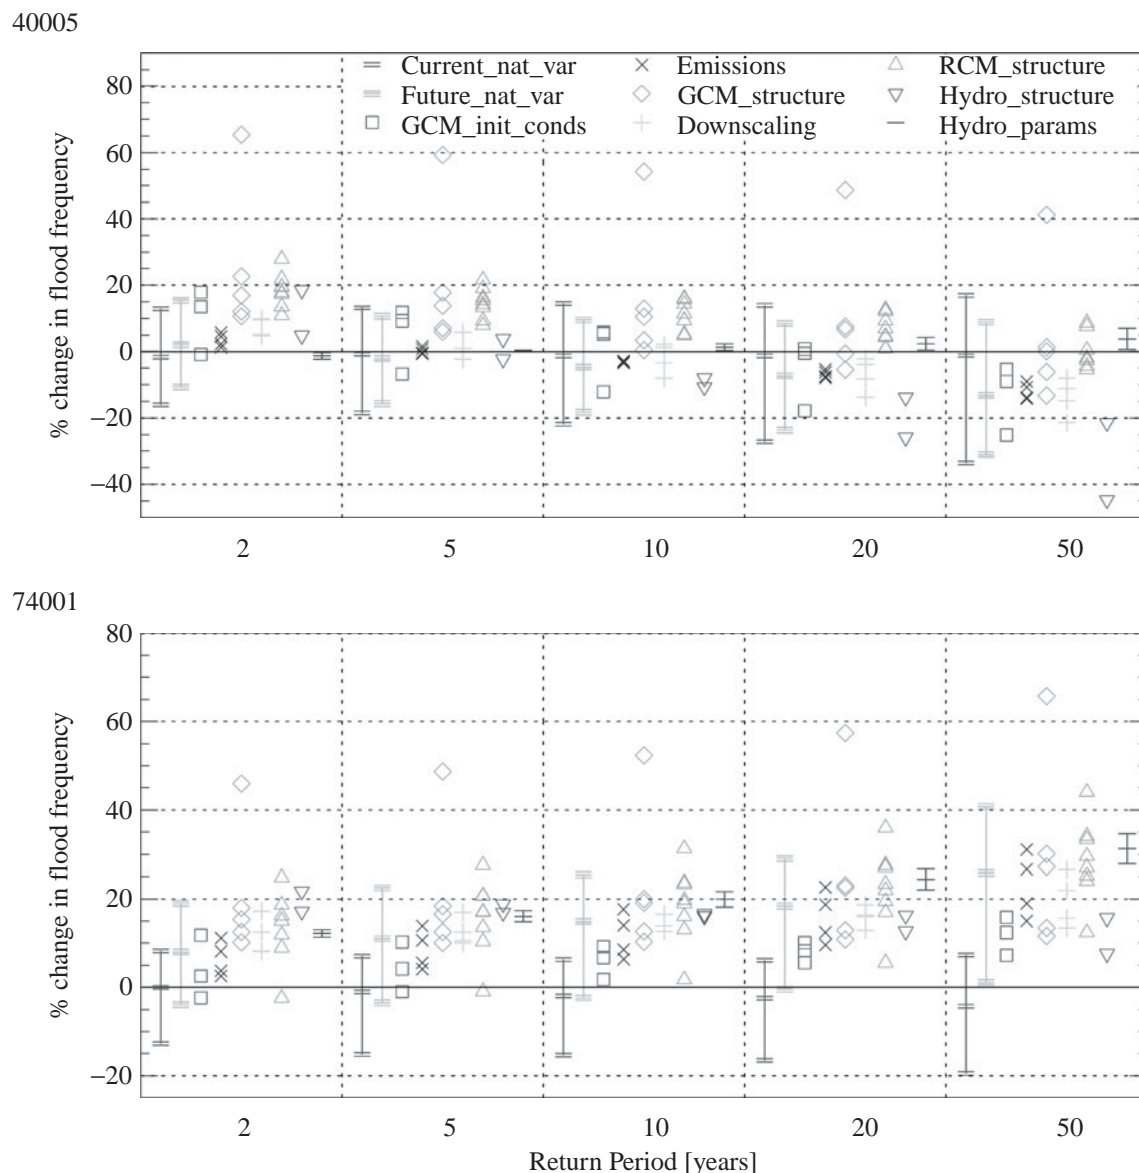 40005
Current_nat_var Emissions RCM_structure
Future_nat_var GCM_structure Hydro_structure
GCM_init_conds Downscaling Hydro_params
% change in flood frequency
80
60
40
20
0
−20
−40
2 5 10 20 50
74001
% change in flood frequency
80
60
40
20
0
−20
2 5 10 20 50
Return Period [years]